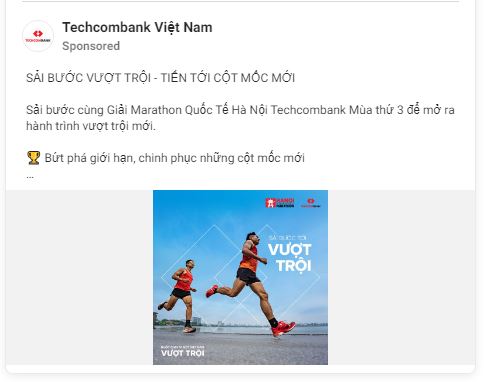 Techcombank Việt Nam
TECHCOMBANK
Sponsored
SẢI BƯỚC VƯỢT TRỘI - TIẾN TỚI CỘT MỐC MỚI
Sải bước cùng Giải Marathon Quốc Tế Hà Nội Techcombank Mùa thứ 3 để mở ra
hành trình vượt trội mới.
🏆 Bứt phá giới hạn, chinh phục những cột mốc mới
...
HANOI
MARATHON
TECHCOMBANK
SẢI BƯỚC TỚI
VƯỢT
TRỘI
VƯỢT TRỘI